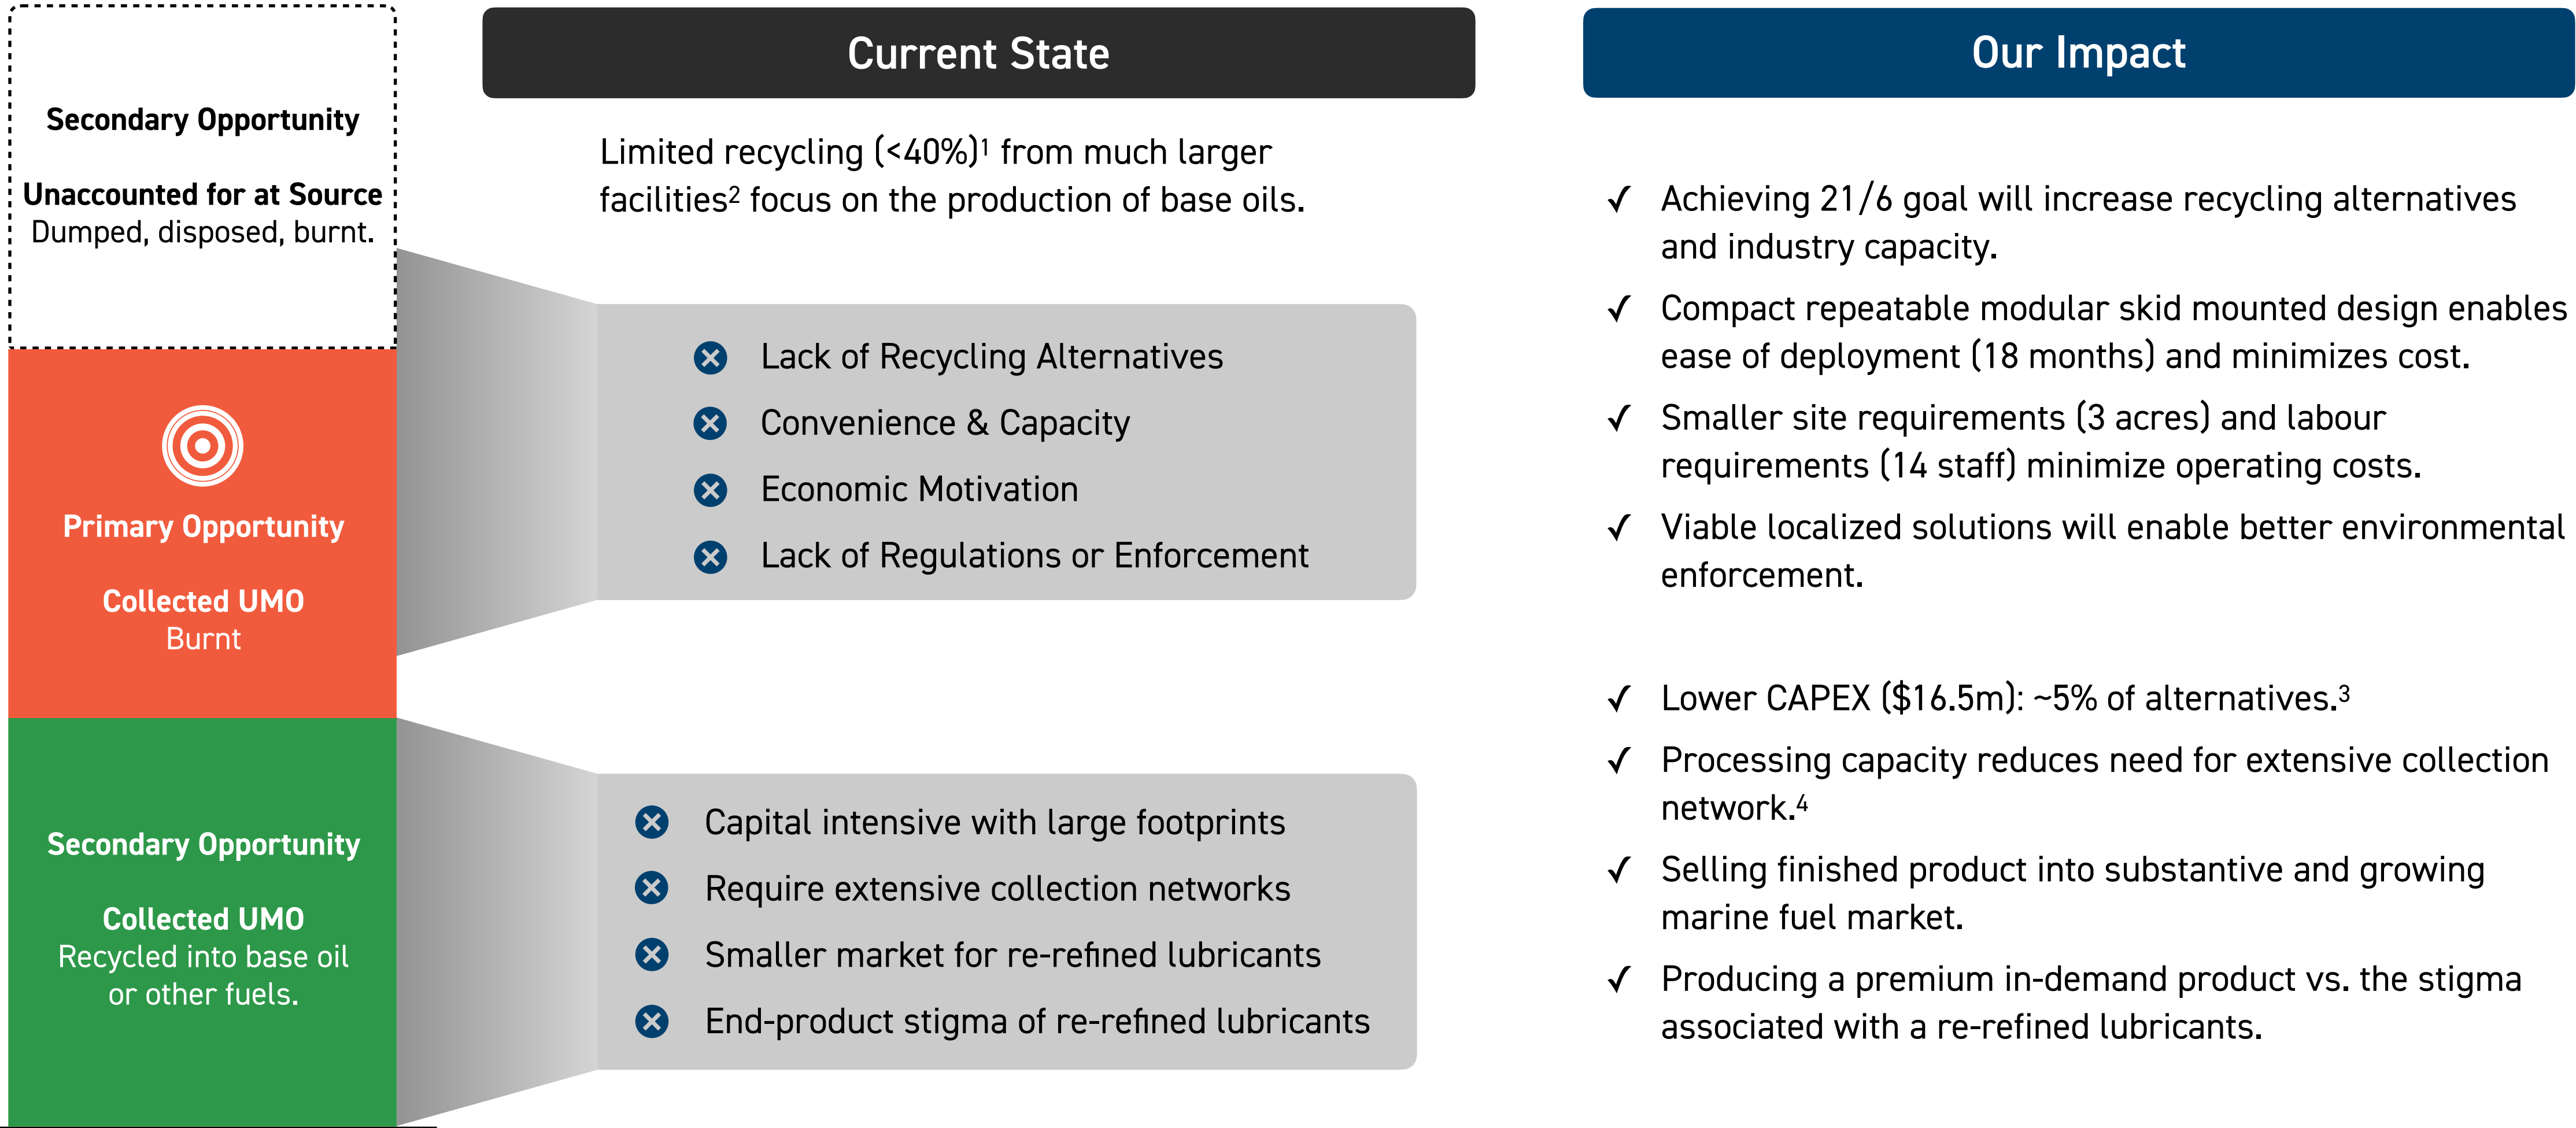 Secondary Opportunity
Unaccounted for at Source
Dumped, disposed, burnt.
Primary Opportunity
Collected UMO
Burnt
Secondary Opportunity
Collected UMO
Recycled into base oil
or other fuels.
Current State
Limited recycling (<40%)¹ from much larger
facilities² focus on the production of base oils.
Lack of Recycling Alternatives
Convenience & Capacity
Economic Motivation
Lack of Regulations or Enforcement
Capital intensive with large footprints
Require extensive collection networks
Smaller market for re-refined lubricants
End-product stigma of re-refined lubricants
Our Impact
✓ Achieving 21/6 goal will increase recycling alternatives
and industry capacity.
✓ Compact repeatable modular skid mounted design enables
ease of deployment (18 months) and minimizes cost.
✓ Smaller site requirements (3 acres) and labour
requirements (14 staff) minimize operating costs.
✓ Viable localized solutions will enable better environmental
enforcement.
✓ Lower CAPEX ($16.5m): ~5% of alternatives.³
✓ Processing capacity reduces need for extensive collection
network.⁴
✓ Selling finished product into substantive and growing
marine fuel market.
✓ Producing a premium in-demand product vs. the stigma
associated with a re-refined lubricants.